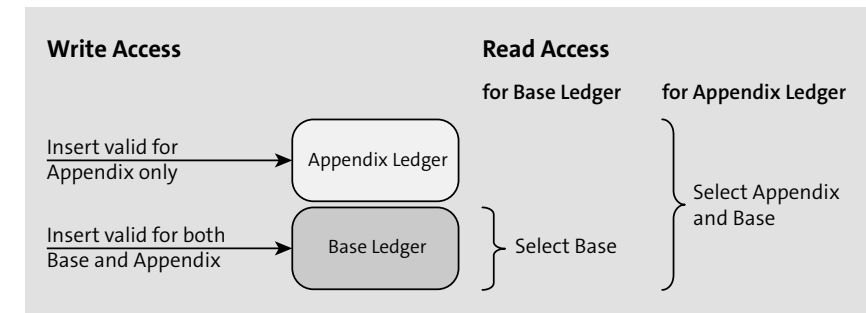 Write Access
Read Access
for Base Ledger
for Appendix Ledger
Insert valid for
Appendix only
Appendix Ledger
Select Appendix
and Base
Insert valid for both
Base and Appendix
Base Ledger
Select Base